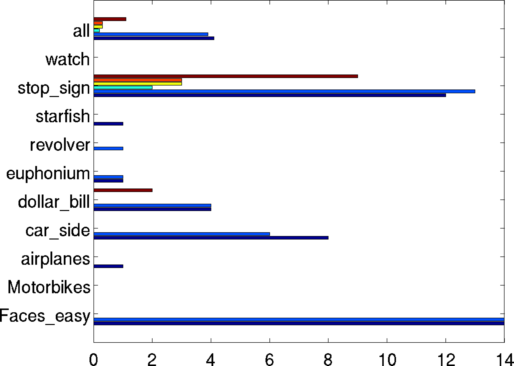 all
watch
stop_sign
starfish
revolver
euphonium
dollar_bill
car_side
airplanes
Motorbikes
Faces_easy
0 2 4 6 8 10 12 14